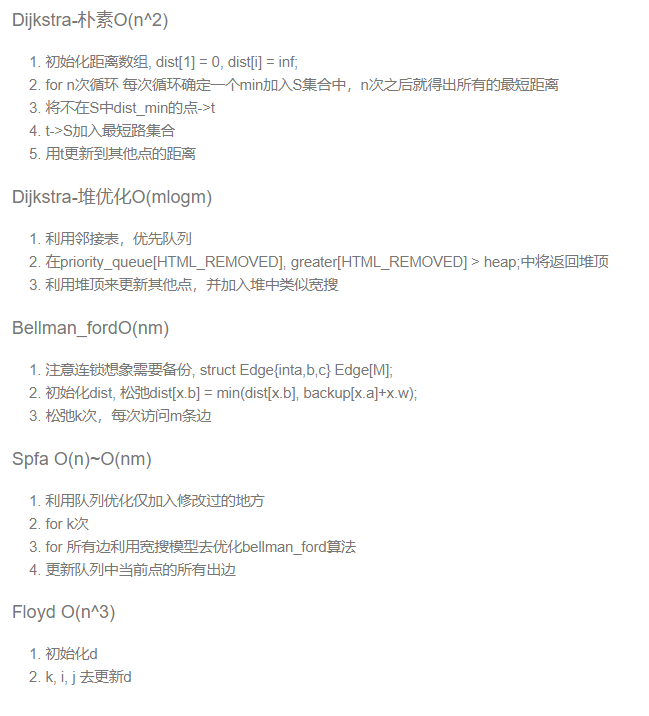 Dijkstra-朴素O(n^2)
1. 初始化距离数组, dist[1] = 0, dist[i] = inf;
2. for n次循环 每次循环确定一个min加入S集合中，n次之后就得出所有的最短距离
3. 将不在S中dist_min的点->t
4. t->S加入最短路集合
5. 用t更新到其他点的距离
Dijkstra-堆优化O(mlogm)
1. 利用邻接表，优先队列
2. 在priority_queue[HTML_REMOVED], greater[HTML_REMOVED] > heap;中将返回堆顶
3. 利用堆顶来更新其他点，并加入堆中类似宽搜
Bellman_fordO(nm)
1. 注意连锁想象需要备份, struct Edge{inta,b,c} Edge[M];
2. 初始化dist, 松弛dist[x.b] = min(dist[x.b], backup[x.a]+x.w);
3. 松弛k次，每次访问m条边
Spfa O(n)~O(nm)
1. 利用队列优化仅加入修改过的地方
2. for k次
3. for 所有边利用宽搜模型去优化bellman_ford算法
4. 更新队列中当前点的所有出边
Floyd O(n^3)
1. 初始化d
2. k, i, j 去更新d